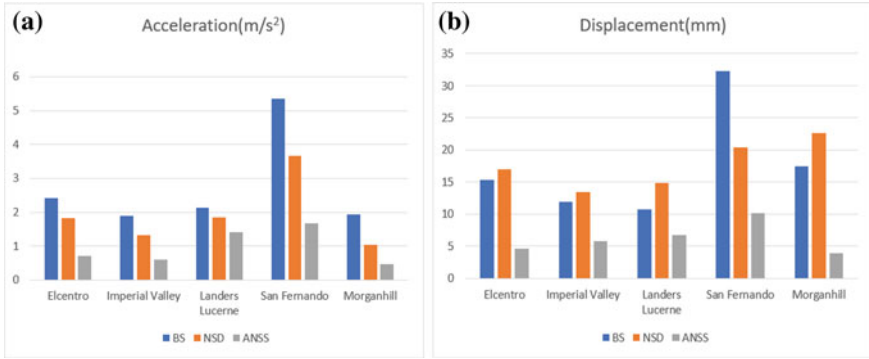 (a)
Acceleration(m/s²)
6
5
4
3
2
1
0
Elcentro
Imperial Valley
Landers
Lucerne
San Fernando
Morganhill
BS
NSD
ANSS
(b)
Displacement(mm)
35
30
25
20
15
10
5
0
Elcentro
Imperial Valley
Landers
Lucerne
San Fernando
Morganhill
BS
NSD
ANSS